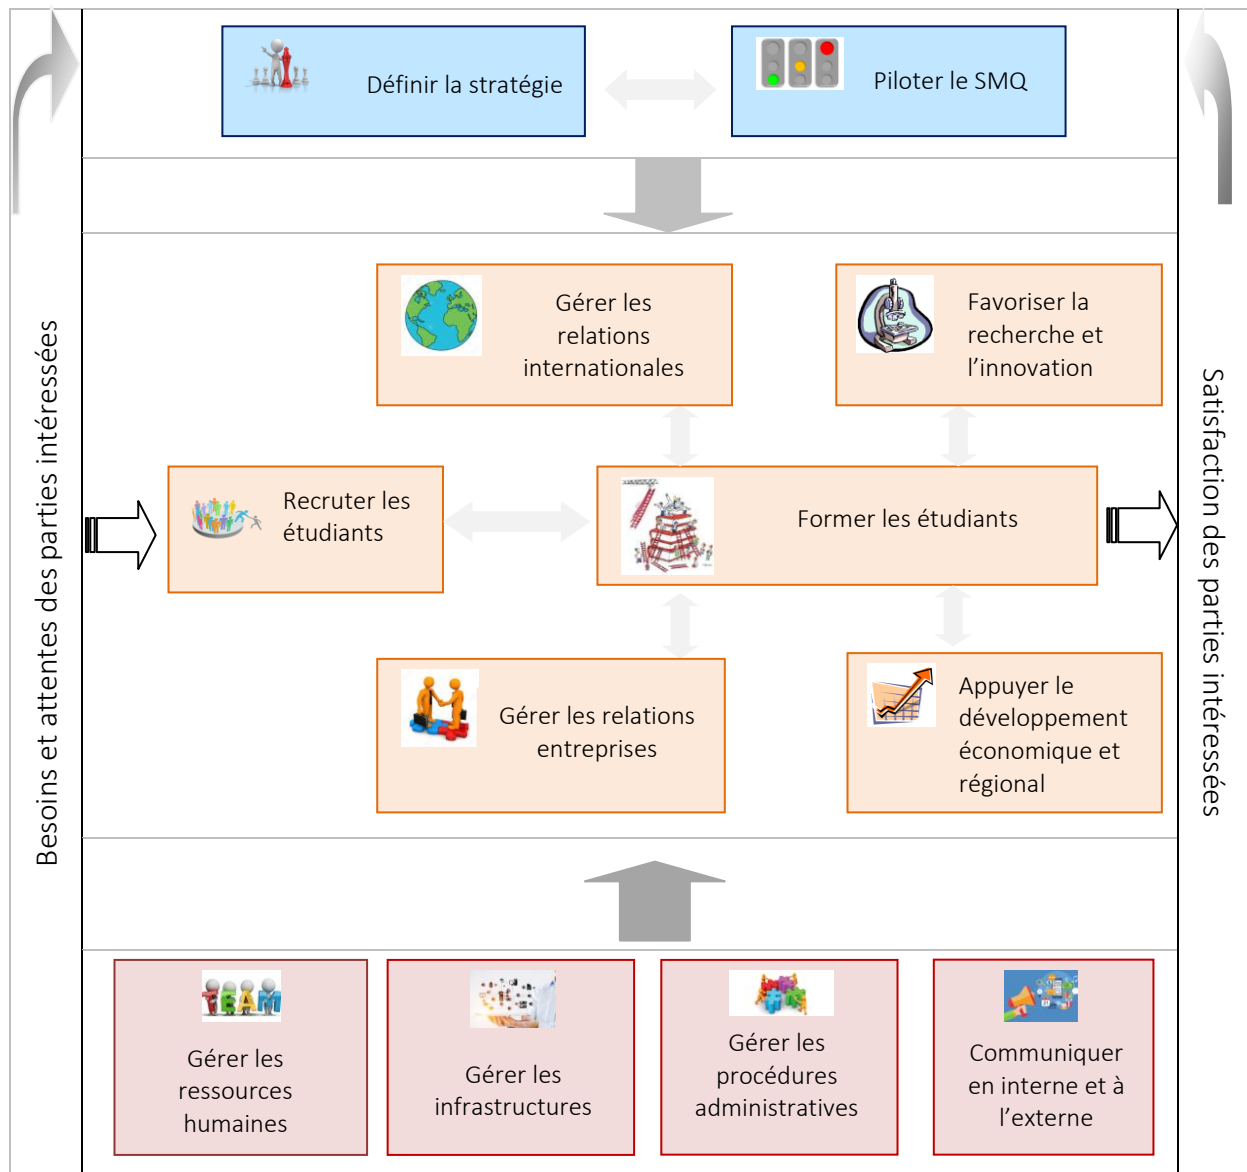 Définir la stratégie
Piloter le SMQ
Besoins et attentes des parties intéressées
Gérer les
relations
internationales
Favoriser la
recherche et
l’innovation
Recruter les
étudiants
Former les étudiants
Gérer les relations
entreprises
Appuyer le
développement
économique et
régional
Satisfaction des parties intéressées
TEAM
Gérer les
ressources
humaines
Gérer les
infrastructures
Gérer les
procédures
administratives
Communiquer
en interne et à
l’externe